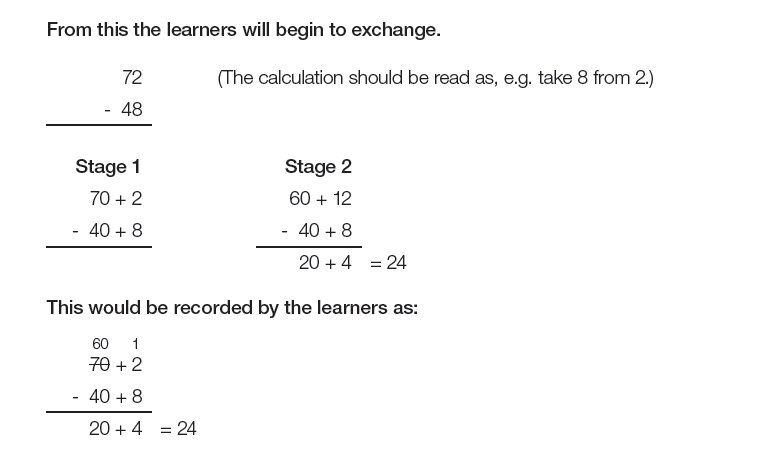 From this the learners will begin to exchange.
72 (The calculation should be read as, e.g. take 8 from 2.)
- 48
Stage 1 Stage 2
70 + 2 60 + 12
- 40 + 8 - 40 + 8
20 + 4 = 24
This would be recorded by the learners as:
60 1
70 + 2
- 40 + 8
20 + 4 = 24